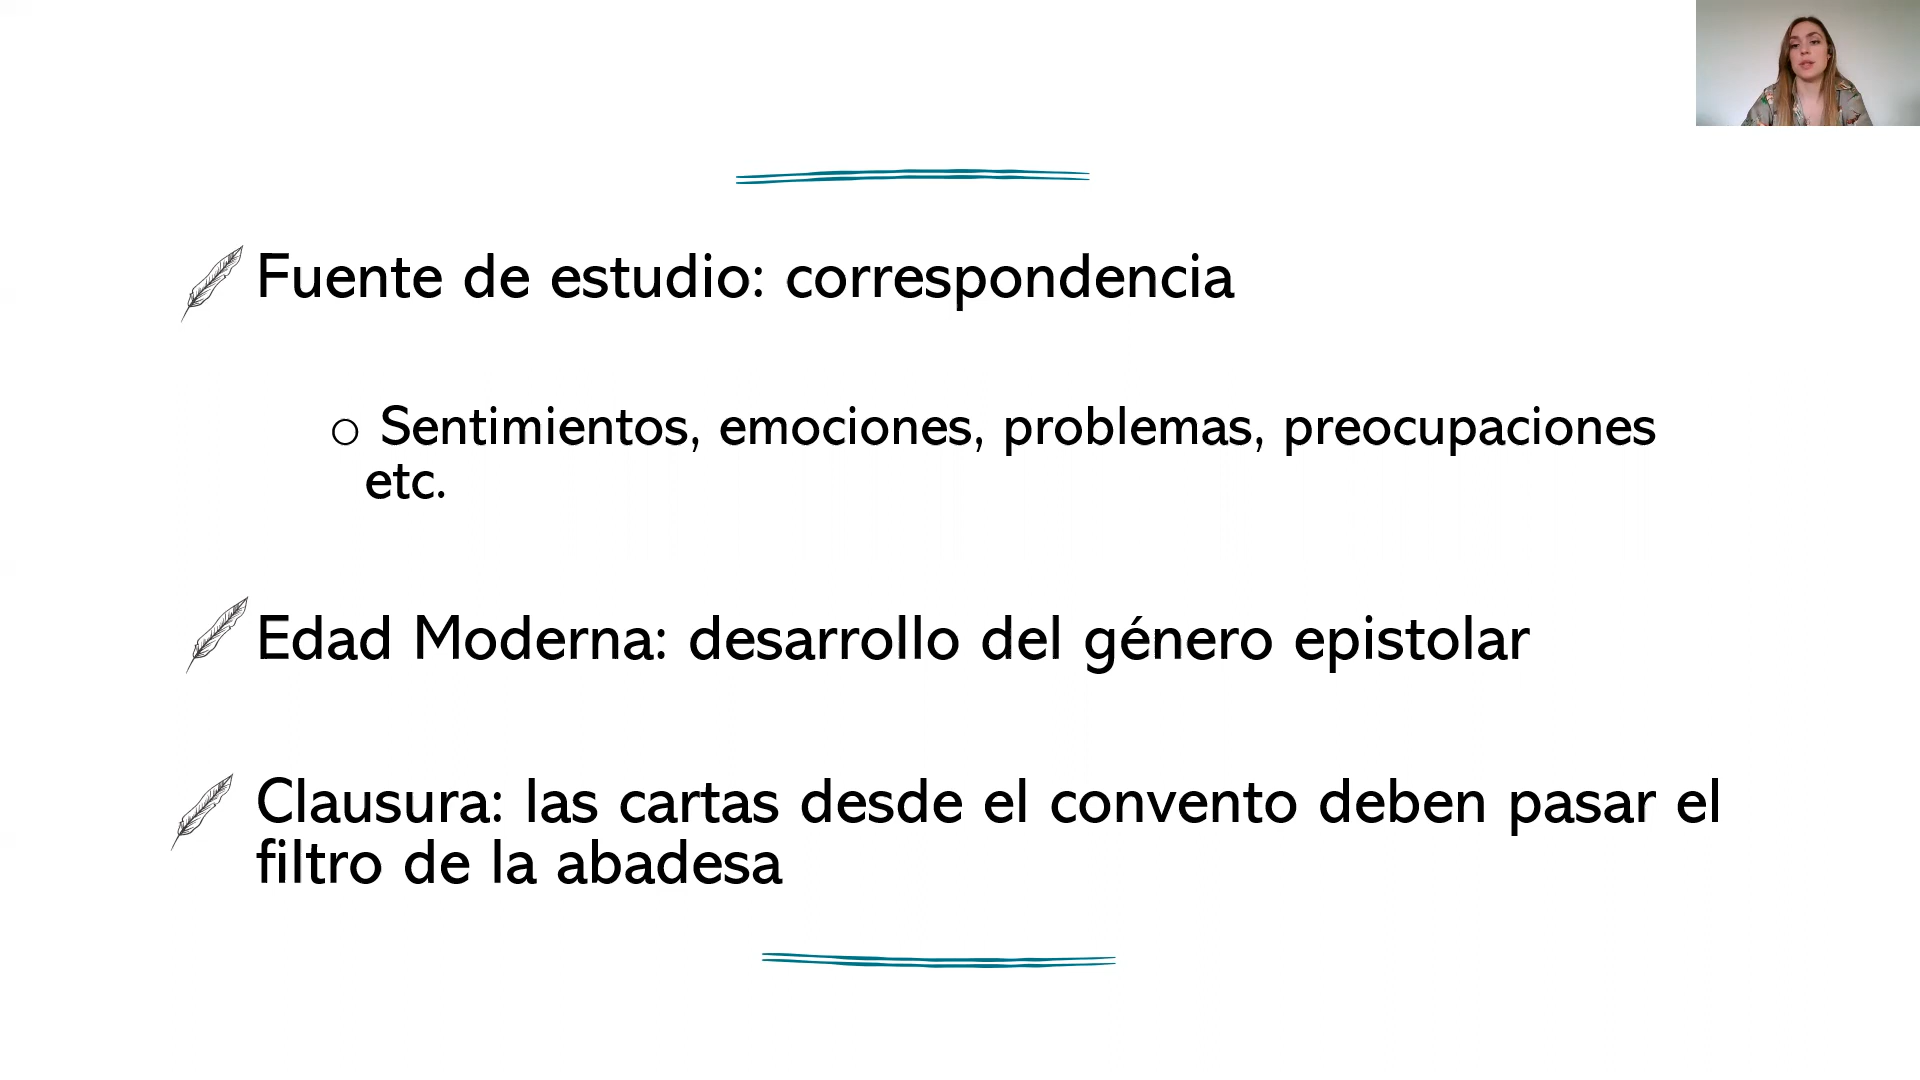 Fuente de estudio: correspondencia
○ Sentimientos, emociones, problemas, preocupaciones
etc.
Edad Moderna: desarrollo del género epistolar
Clausura: las cartas desde el convento deben pasar el
filtro de la abadesa